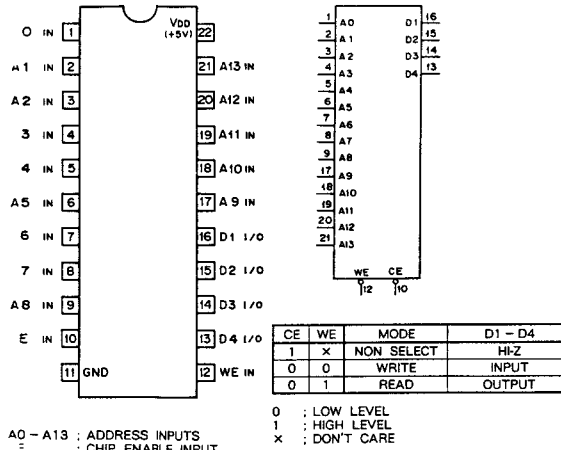 VDD
(+5V)
0 IN 1
22
A1 IN 2
21 A13 IN
A2 IN 3
20 A12 IN
3 IN 4
19 A11 IN
4 IN 5
18 A10 IN
A5 IN 6
17 A9 IN
6 IN 7
16 D1 I/O
7 IN 8
15 D2 I/O
A8 IN 9
14 D3 I/O
E IN 10
13 D4 I/O
11 GND
12 WE IN
1 A0 D1 16
2 A1 D2 15
3 A2 D3 14
4 A3 D4 13
5 A4
6 A5
7 A6
8 A7
9 A8
17 A9
18 A10
19 A11
20 A12
21 A13
WE CE
12 10
CE WE MODE D1 - D4
1 × NON SELECT HI-Z
0 0 WRITE INPUT
0 1 READ OUTPUT
0 ; LOW LEVEL
1 ; HIGH LEVEL
× ; DON'T CARE
A0 - A13 ; ADDRESS INPUTS
; CHIP ENABLE INPUT